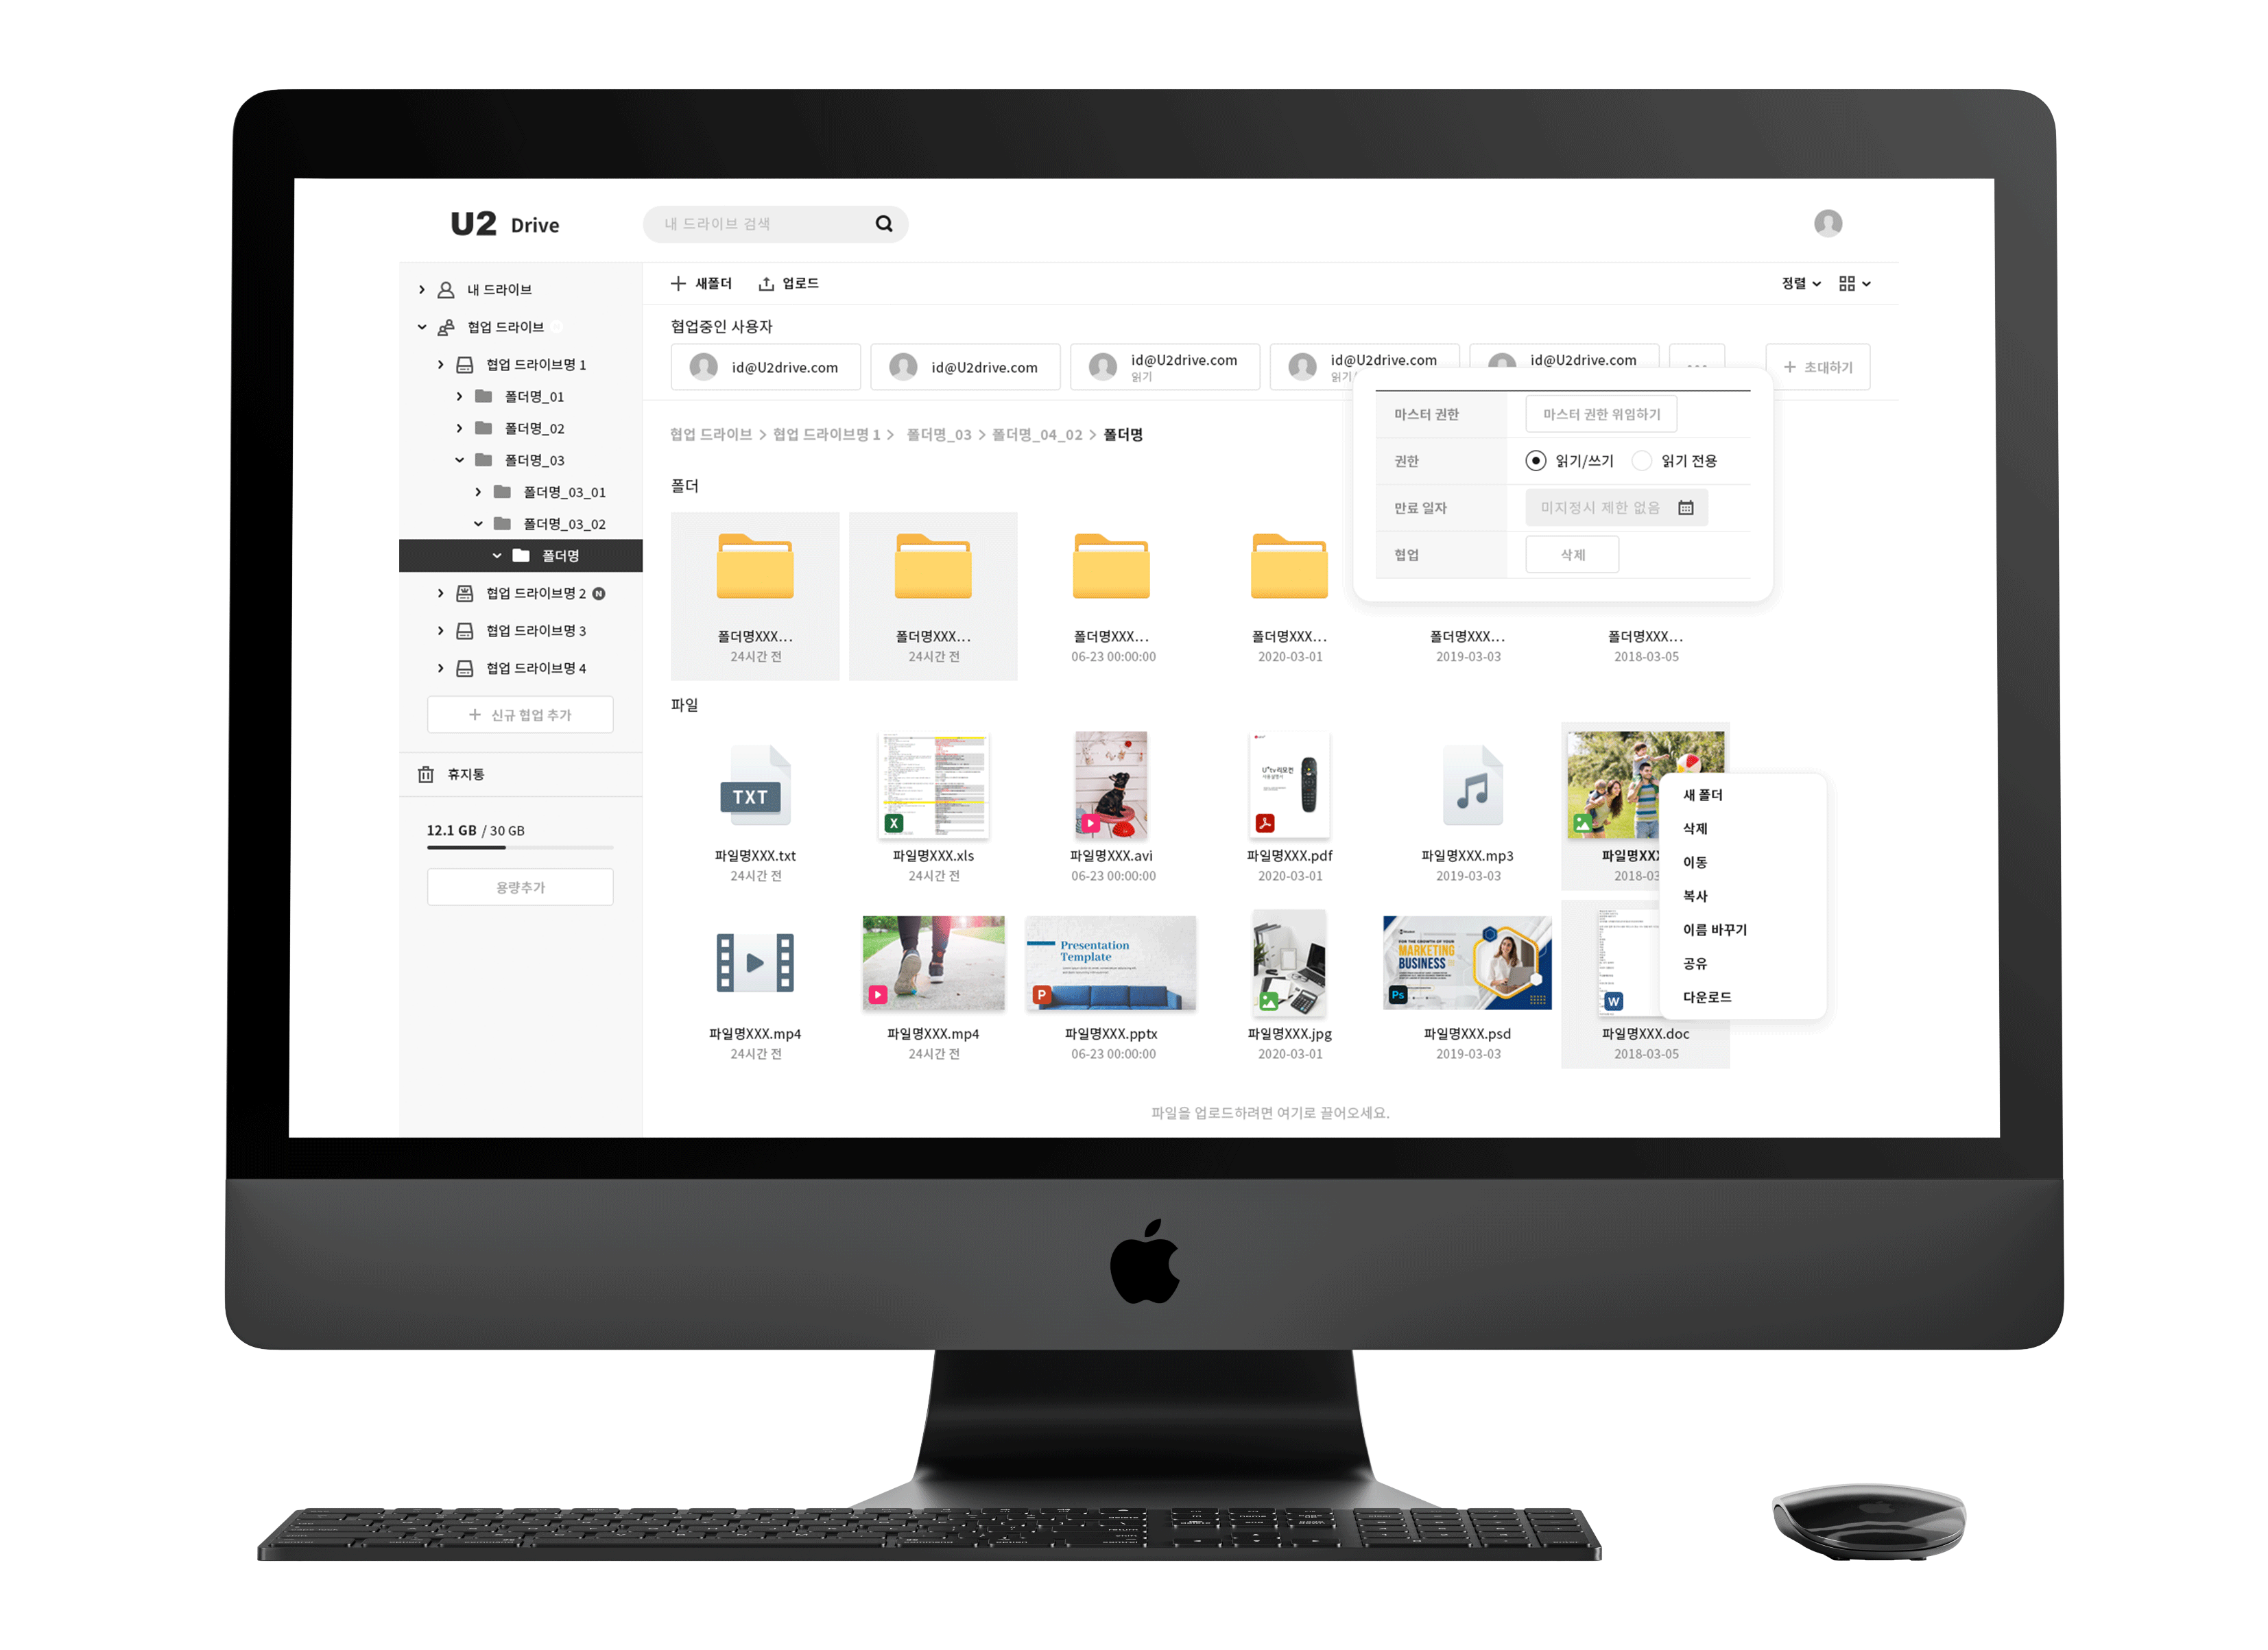 U2 Drive
내 드라이브 검색
내 드라이브
협업 드라이브
협업 드라이브명 1
폴더명_01
폴더명_02
폴더명_03
폴더명_03_01
폴더명_03_02
폴더명
협업 드라이브명 2 N
협업 드라이브명 3
협업 드라이브명 4
+ 신규 협업 추가
휴지통
12.1 GB / 30 GB
용량추가
+ 새폴더 업로드
정렬
협업중인 사용자
id@U2drive.com
id@U2drive.com
id@U2drive.com
읽기
id@U2drive.com
읽기
id@U2drive.com
+ 초대하기
협업 드라이브 > 협업 드라이브명 1 > 폴더명_03 > 폴더명_04_02 > 폴더명
마스터 권한 마스터 권한 위임하기
권한 읽기/쓰기 읽기 전용
만료 일자 미지정시 제한 없음
협업 삭제
폴더
폴더명XXX... 폴더명XXX... 폴더명XXX... 폴더명XXX... 폴더명XXX... 폴더명XXX...
24시간 전 24시간 전 06-23 00:00:00 2020-03-01 2019-03-03 2018-03-05
파일
TXT
U+tv 리모컨
사용설명서
파일명XXX.txt 파일명XXX.xls 파일명XXX.avi 파일명XXX.pdf 파일명XXX.mp3 파일명XXX
24시간 전 24시간 전 06-23 00:00:00 2020-03-01 2019-03-03 2018-03
새 폴더
삭제
이동
복사
이름 바꾸기
공유
다운로드
Presentation
Template
FOR THE GROWTH OF YOUR
MARKETING
BUSINESS
P
Ps
W
파일명XXX.mp4 파일명XXX.mp4 파일명XXX.pptx 파일명XXX.jpg 파일명XXX.psd 파일명XXX.doc
24시간 전 24시간 전 06-23 00:00:00 2020-03-01 2019-03-03 2018-03-05
파일을 업로드하려면 여기로 끌어오세요.